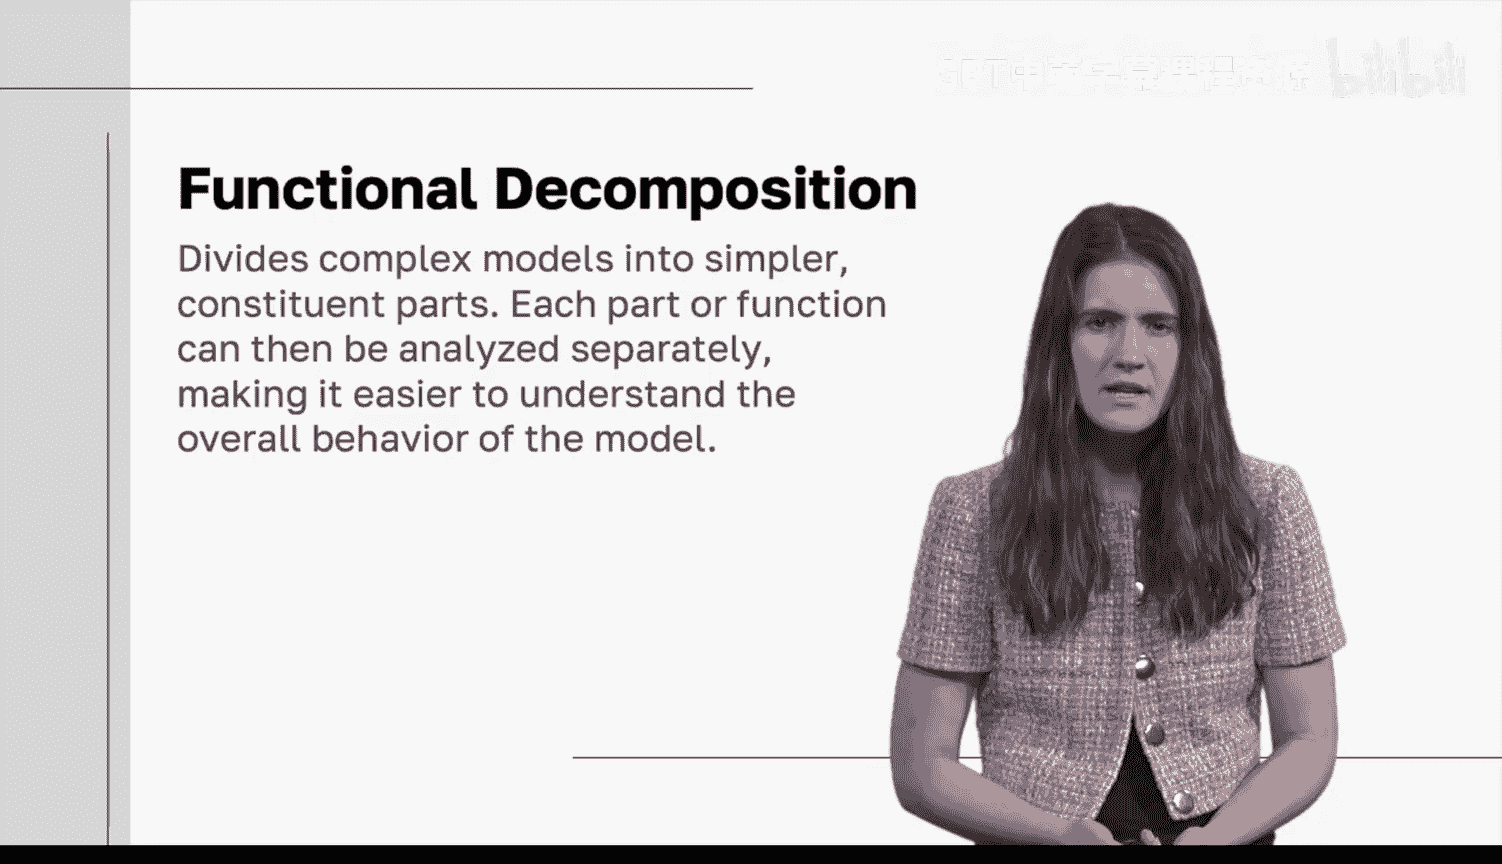 bilibili
Functional Decomposition
Divides complex models into simpler,
constituent parts. Each part or function
can then be analyzed separately,
making it easier to understand the
overall behavior of the model.